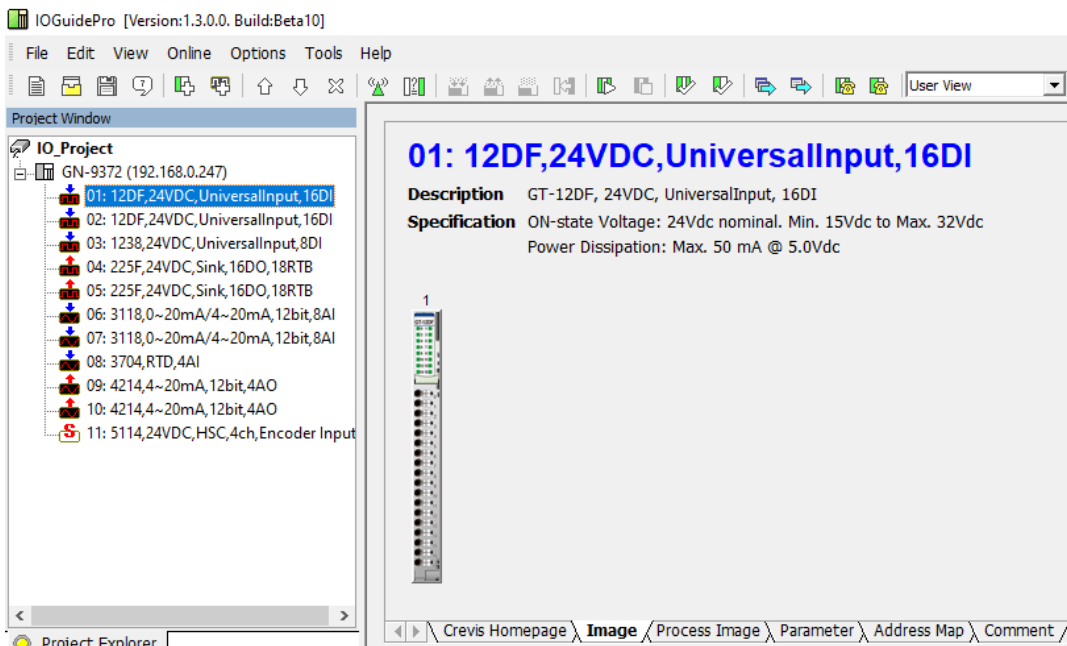 IOGuidePro [Version:1.3.0.0. Build:Beta10]
File Edit View Online Options Tools Help
User View
Project Window
IO_Project
GN-9372 (192.168.0.247)
01: 12DF,24VDC,UniversalInput,16DI
02: 12DF,24VDC,UniversalInput,16DI
03: 1238,24VDC,UniversalInput,8DI
04: 225F,24VDC,Sink,16DO,18RTB
05: 225F,24VDC,Sink,16DO,18RTB
06: 3118,0~20mA/4~20mA,12bit,8AI
07: 3118,0~20mA/4~20mA,12bit,8AI
08: 3704,RTD,4AI
09: 4214,4~20mA,12bit,4AO
10: 4214,4~20mA,12bit,4AO
11: 5114,24VDC,HSC,4ch,Encoder Input
Project Explorer
01: 12DF,24VDC,UniversalInput,16DI
Description GT-12DF, 24VDC, UniversalInput, 16DI
Specification ON-state Voltage: 24Vdc nominal. Min. 15Vdc to Max. 32Vdc
Power Dissipation: Max. 50 mA @ 5.0Vdc
1
GT-12DF
Crevis Homepage Image Process Image Parameter Address Map Comment